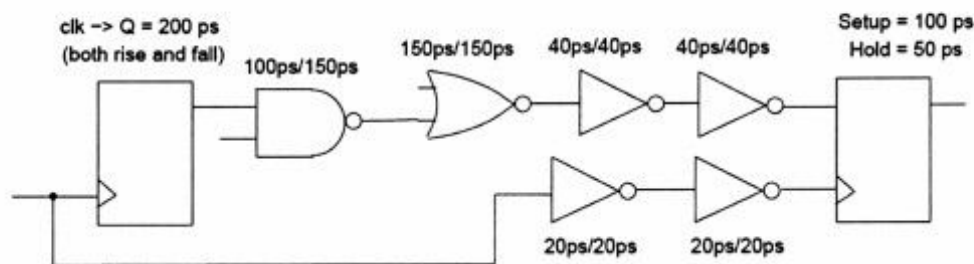 clk -> Q = 200 ps
(both rise and fall)
100ps/150ps
150ps/150ps
40ps/40ps
40ps/40ps
Setup = 100 ps
Hold = 50 ps
20ps/20ps
20ps/20ps